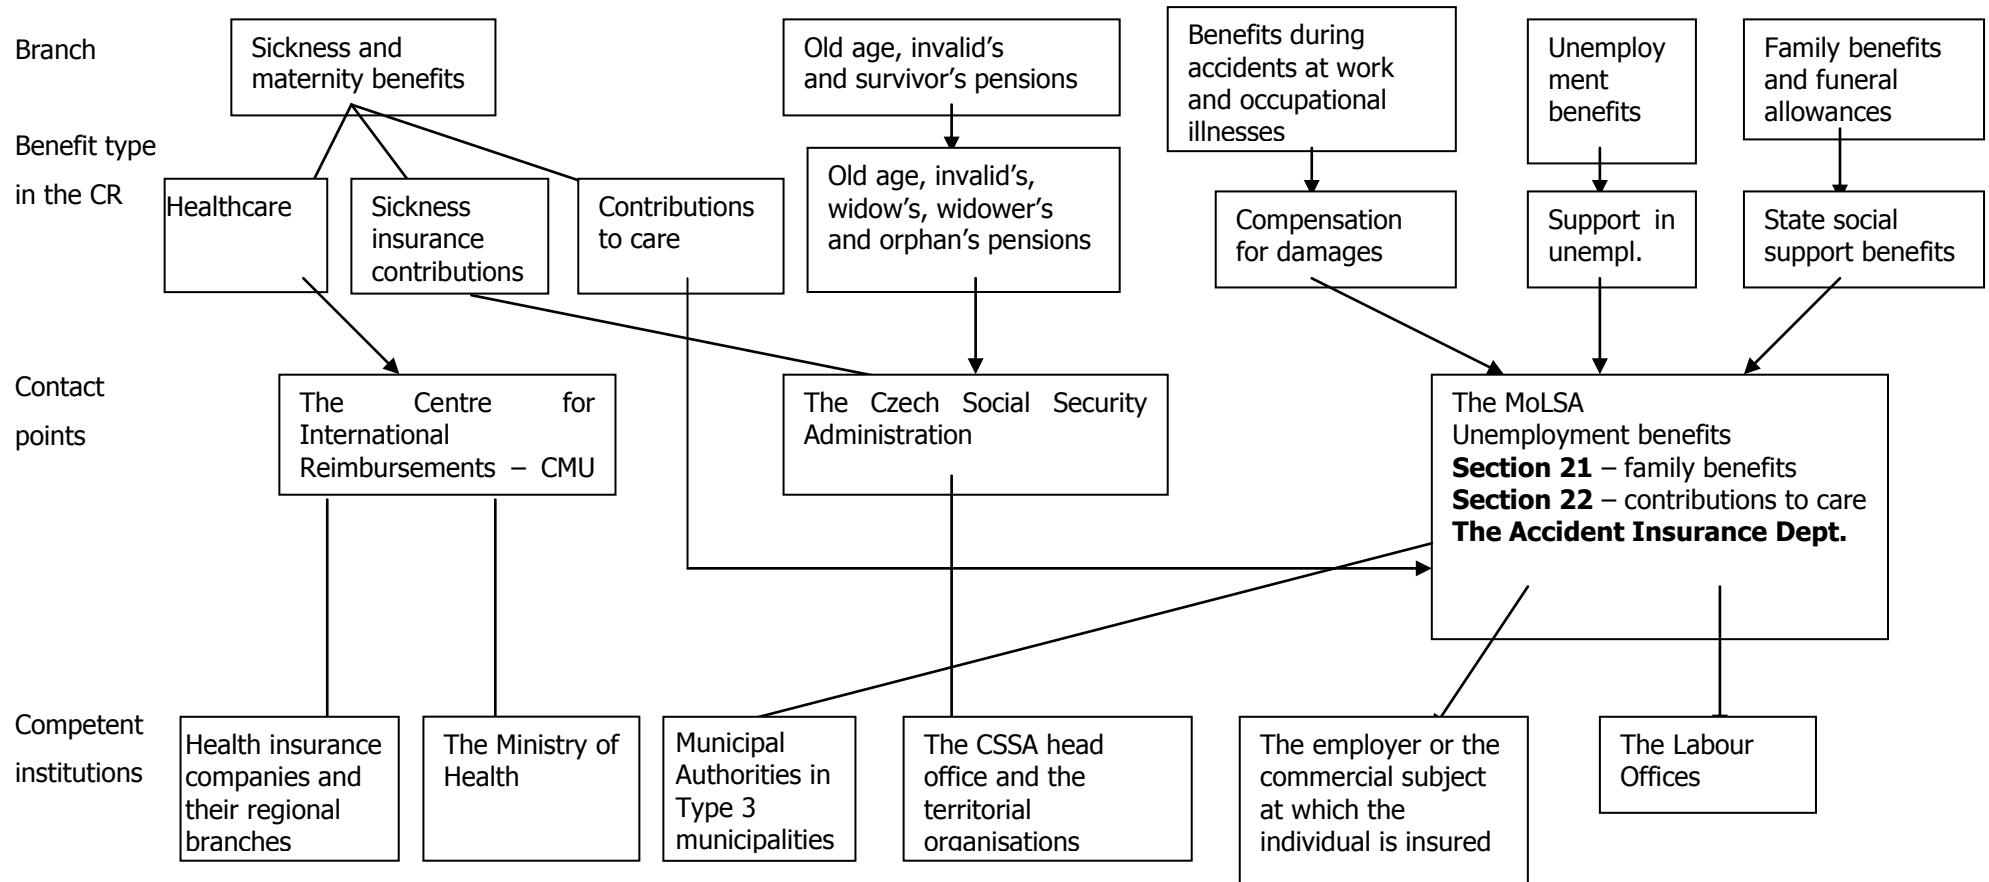 Branch
Sickness and
maternity benefits
Old age, invalid’s
and survivor’s pensions
Benefits during
accidents at work
and occupational
illnesses
Unemploy
ment
benefits
Family benefits
and funeral
allowances
Benefit type
in the CR
Healthcare
Sickness
insurance
contributions
Contributions
to care
Old age, invalid’s,
widow’s, widower’s
and orphan’s pensions
Compensation
for damages
Support in
unempl.
State social
support benefits
Contact
points
The Centre for
International
Reimbursements – CMU
The Czech Social Security
Administration
The MoLSA
Unemployment benefits
Section 21 – family benefits
Section 22 – contributions to care
The Accident Insurance Dept.
Competent
institutions
Health insurance
companies and
their regional
branches
The Ministry of
Health
Municipal
Authorities in
Type 3
municipalities
The CSSA head
office and the
territorial
organisations
The employer or the
commercial subject
at which the
individual is insured
The Labour
Offices